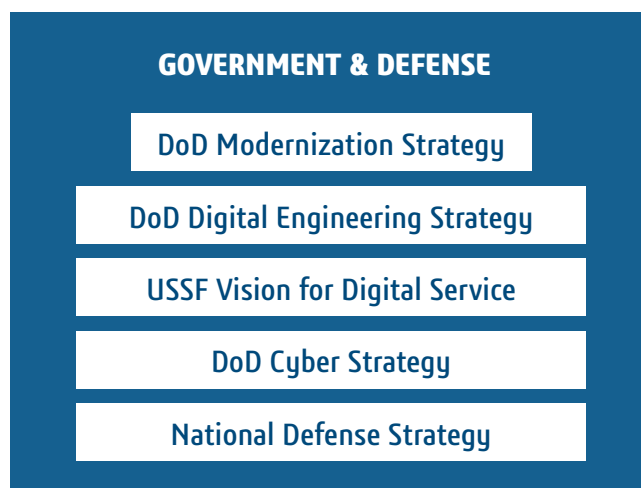 GOVERNMENT & DEFENSE
DoD Modernization Strategy
DoD Digital Engineering Strategy
USSF Vision for Digital Service
DoD Cyber Strategy
National Defense Strategy